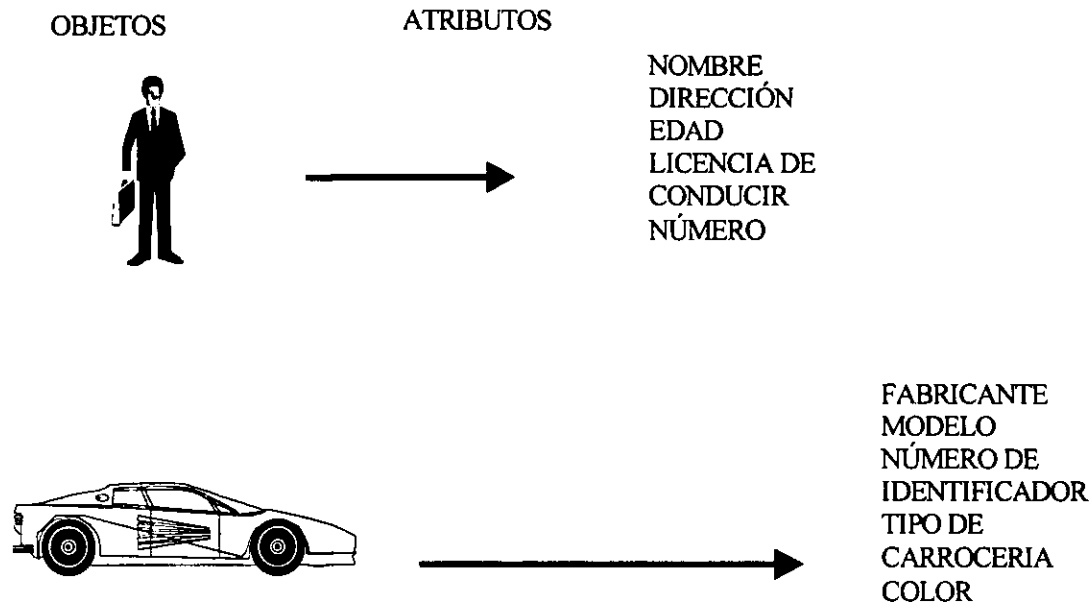 OBJETOS
ATRIBUTOS
NOMBRE
DIRECCIÓN
EDAD
LICENCIA DE
CONDUCIR
NÚMERO
FABRICANTE
MODELO
NÚMERO DE
IDENTIFICADOR
TIPO DE
CARROCERIA
COLOR